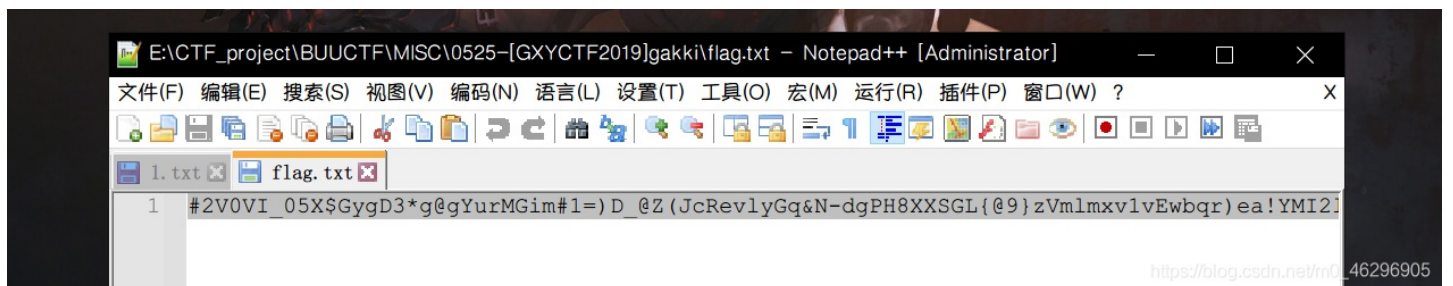 E:\CTF_project\BUUCTF\MISC\0525-[GXYCTF2019]gakki\flag.txt - Notepad++ [Administrator]
文件(F) 编辑(E) 搜索(S) 视图(V) 编码(N) 语言(L) 设置(T) 工具(O) 宏(M) 运行(R) 插件(P) 窗口(W) ? X
1.txt flag.txt
1 #2V0VI_05X$GygD3*g@gYurMGim#1=)D_@Z(JcRevlyGq&N-dgPH8XXSGL{@9}zVmlmxv1vEwbqr)ea!YMI2
https://blog.csdn.net/m0_46296905